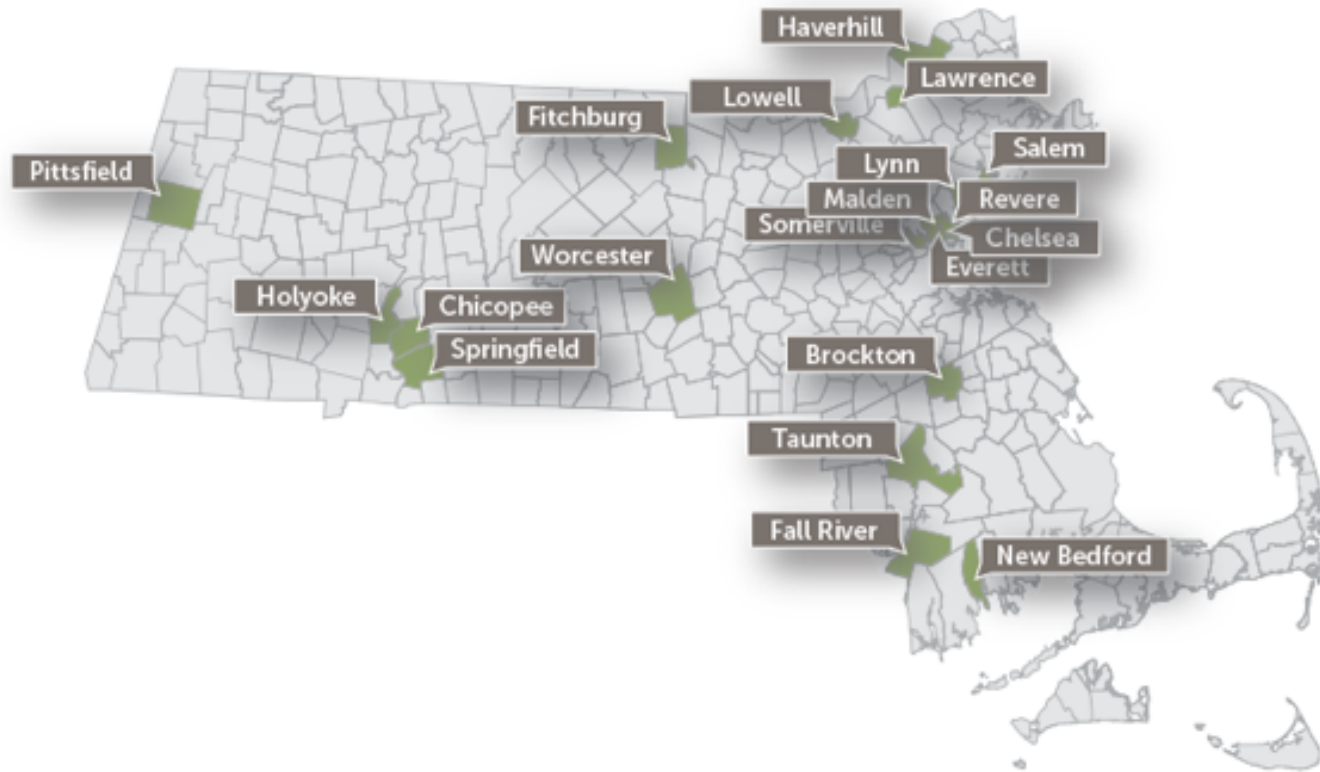 Haverhill
Lawrence
Lowell
Fitchburg
Salem
Lynn
Pittsfield
Malden
Revere
Somerville
Chelsea
Worcester
Everett
Holyoke
Chicopee
Springfield
Brockton
Taunton
Fall River
New Bedford